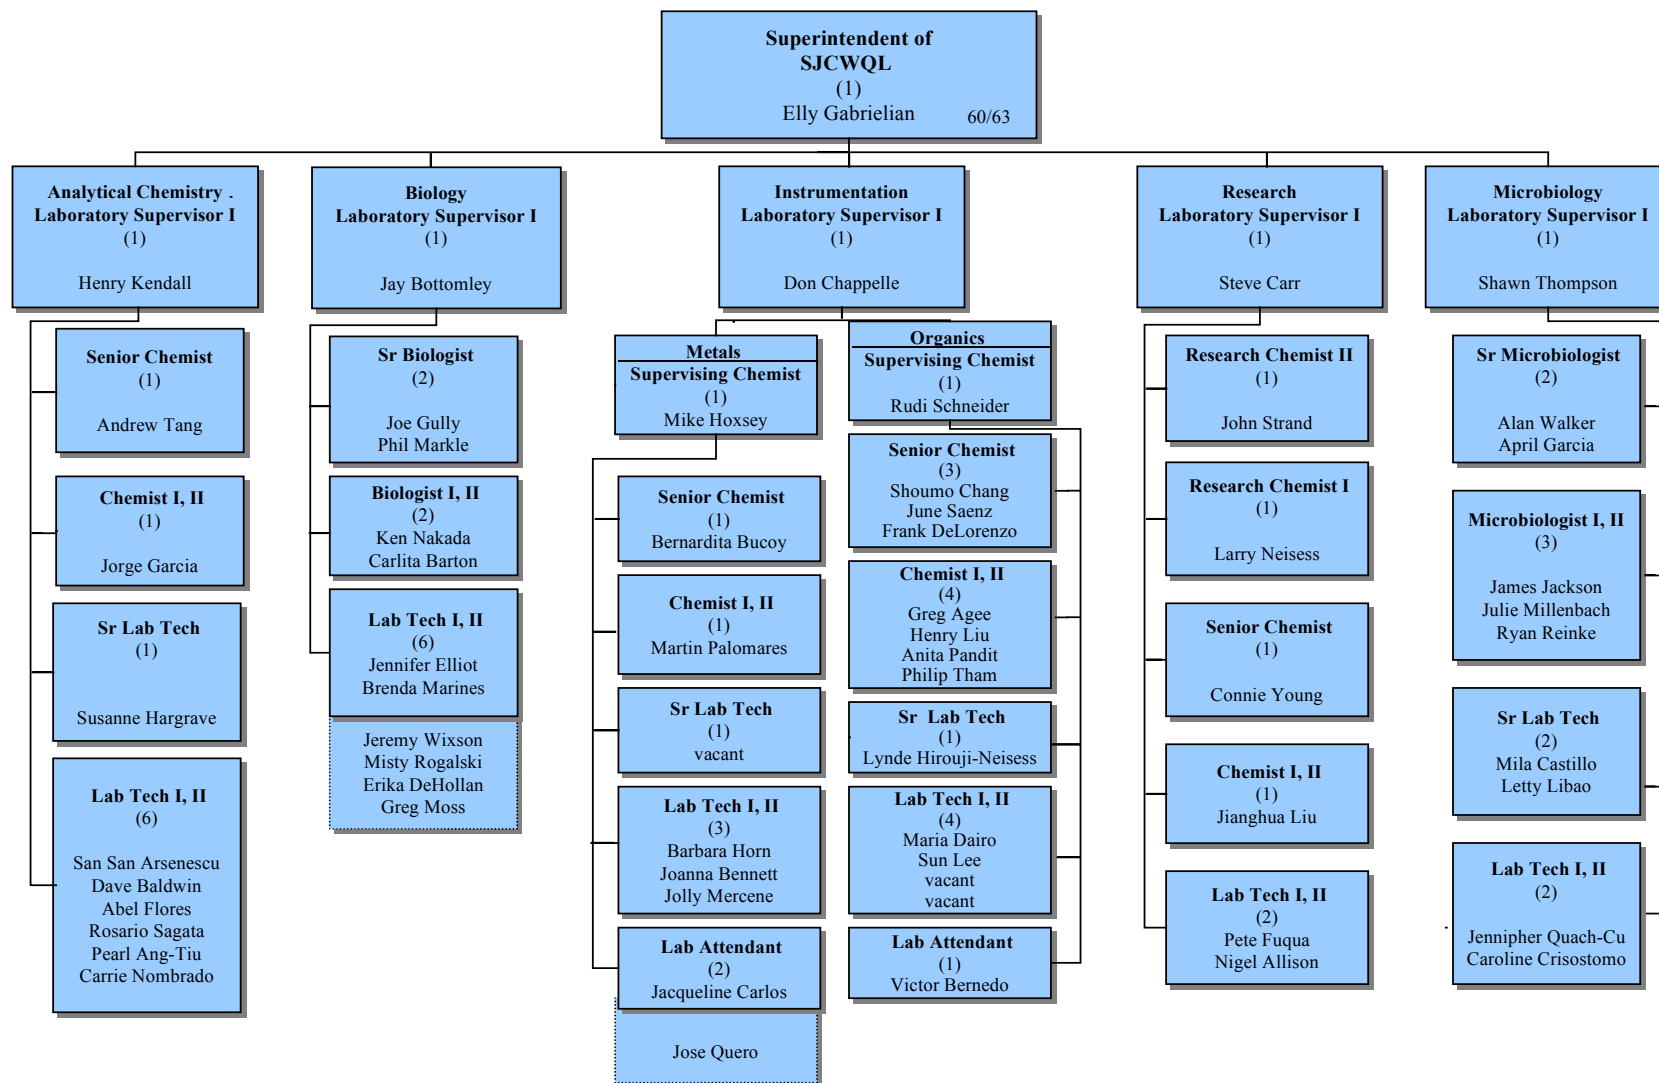 Superintendent of
SJCWQL
(1)
Elly Gabrielian 60/63
Analytical Chemistry .
Laboratory Supervisor I
(1)
Henry Kendall
Senior Chemist
(1)
Andrew Tang
Chemist I, II
(1)
Jorge Garcia
Sr Lab Tech
(1)
Susanne Hargrave
Lab Tech I, II
(6)
San San Arsenescu
Dave Baldwin
Abel Flores
Rosario Sagata
Pearl Ang-Tiu
Carrie Nombrado
Biology
Laboratory Supervisor I
(1)
Jay Bottomley
Sr Biologist
(2)
Joe Gully
Phil Markle
Biologist I, II
(2)
Ken Nakada
Carlita Barton
Lab Tech I, II
(6)
Jennifer Elliot
Brenda Marines
Jeremy Wixson
Misty Rogalski
Erika DeHollan
Greg Moss
Instrumentation
Laboratory Supervisor I
(1)
Don Chappelle
Metals
Supervising Chemist
(1)
Mike Hoxsey
Senior Chemist
(1)
Bernardita Bucoy
Chemist I, II
(1)
Martin Palomares
Sr Lab Tech
(1)
vacant
Lab Tech I, II
(3)
Barbara Horn
Joanna Bennett
Jolly Mercene
Lab Attendant
(2)
Jacqueline Carlos
Jose Quero
Organics
Supervising Chemist
(1)
Rudi Schneider
Senior Chemist
(3)
Shoumo Chang
June Saenz
Frank DeLorenzo
Chemist I, II
(4)
Greg Agee
Henry Liu
Anita Pandit
Philip Tham
Sr Lab Tech
(1)
Lynde Hirouji-Neisess
Lab Tech I, II
(4)
Maria Dairo
Sun Lee
vacant
vacant
Lab Attendant
(1)
Victor Bernedo
Research
Laboratory Supervisor I
(1)
Steve Carr
Research Chemist II
(1)
John Strand
Research Chemist I
(1)
Larry Neisess
Senior Chemist
(1)
Connie Young
Chemist I, II
(1)
Jianghua Liu
Lab Tech I, II
(2)
Pete Fuqua
Nigel Allison
Microbiology
Laboratory Supervisor I
(1)
Shawn Thompson
Sr Microbiologist
(2)
Alan Walker
April Garcia
Microbiologist I, II
(3)
James Jackson
Julie Millenbach
Ryan Reinke
Sr Lab Tech
(2)
Mila Castillo
Letty Libao
Lab Tech I, II
(2)
Jennipher Quach-Cu
Caroline Crisostomo